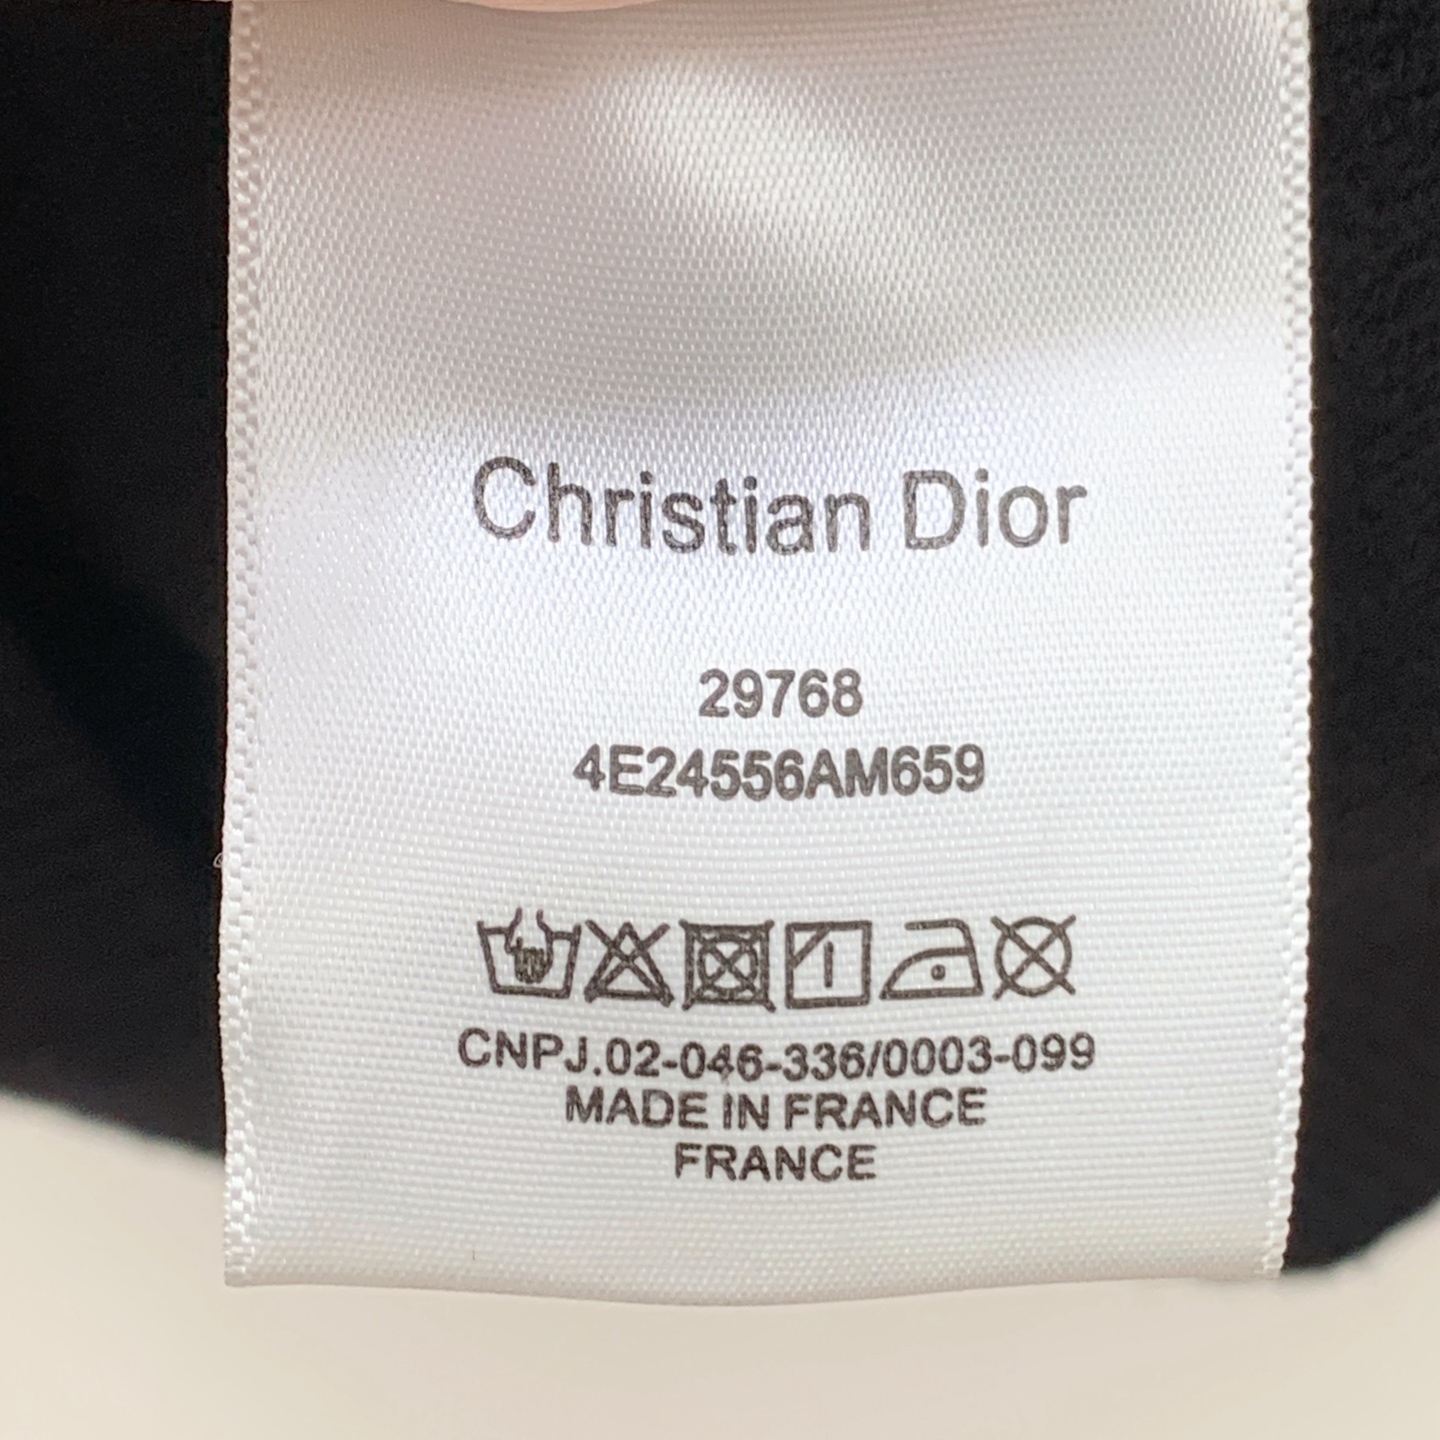 Christian Dior
29768
4E24556AM659
CNPJ.02-046-336/0003-099
MADE IN FRANCE
FRANCE